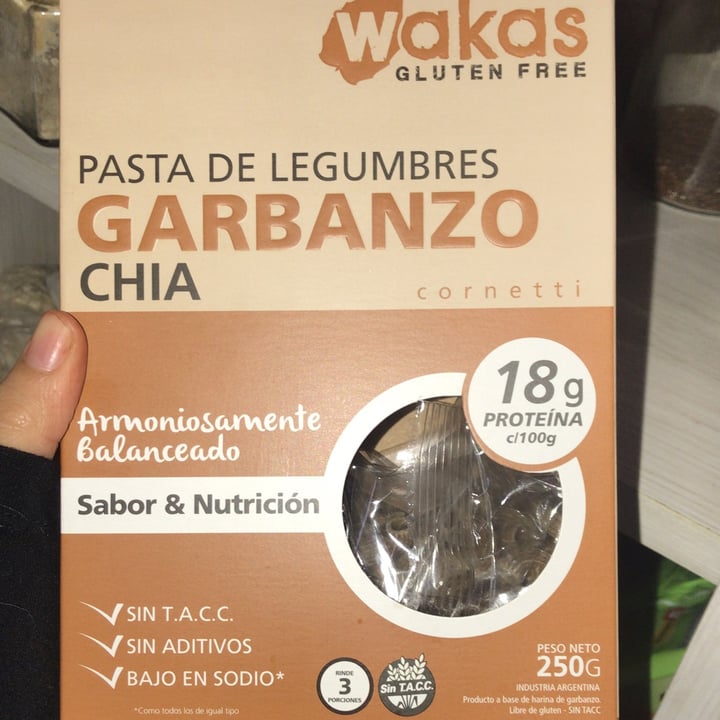 wakas
GLUTEN FREE
PASTA DE LEGUMBRES
GARBANZO
CHIA
cornetti
18g
PROTEÍNA
c/100g
Armoniosamente
Balanceado
Sabor & Nutrición
SIN T.A.C.C.
SIN ADITIVOS
BAJO EN SODIO*
*Como todos los de igual tipo
RINDE
3
PORCIONES
Sin T.A.C.C.
PESO NETO
250G
INDUSTRIA ARGENTINA
Producto a base de harina de garbanzo.
Libre de gluten - SIN TACC